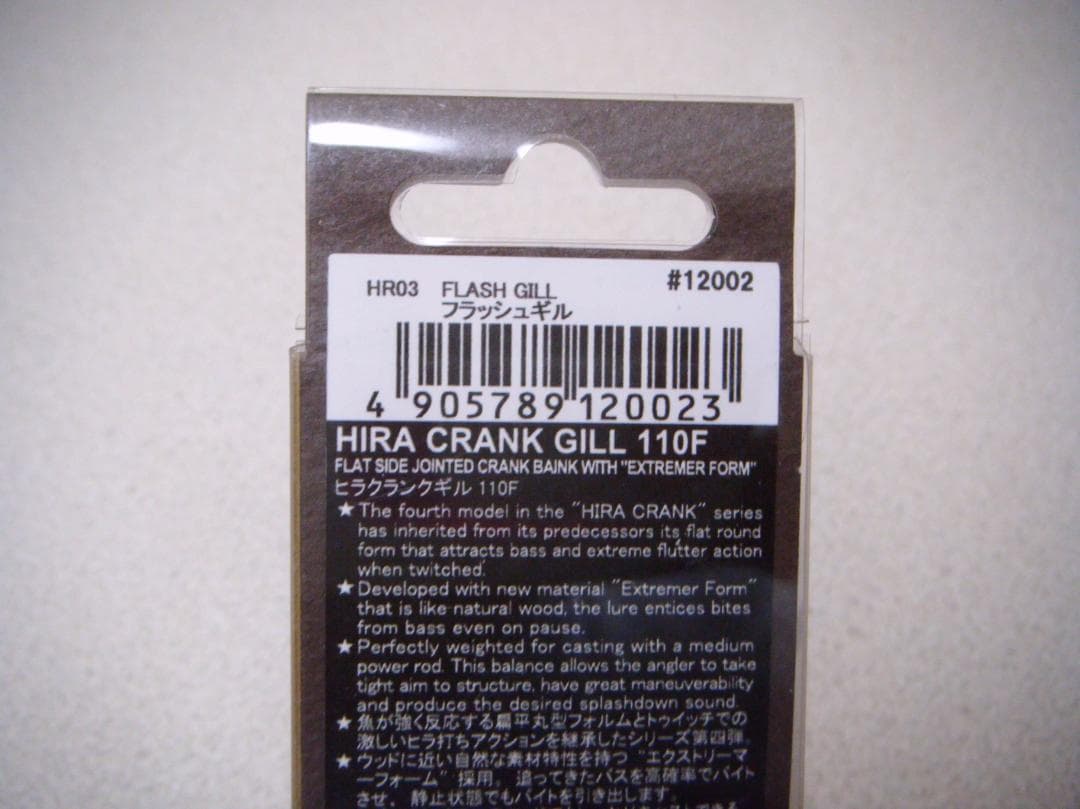 HR03 FLASH GILL #12002
フラッシュギル
4 905789 120023
HIRA CRANK GILL 110F
FLAT SIDE JOINTED CRANK BAINK WITH "EXTREMER FORM"
ヒラクランクギル 110F
★The fourth model in the "HIRA CRANK" series
has inherited from its predecessors its flat round
form that attracts bass and extreme flutter action
when twitched.
★Developed with new material "Extremer Form"
that is like natural wood, the lure entices bites
from bass even on pause.
★Perfectly weighted for casting with a medium
power rod. This balance allows the angler to take
tight aim to structure, have great maneuverability
and produce the desired splashdown sound.
★魚が強く反応する扁平丸型フォルムとトゥイッチでの
激しいヒラ打ちアクションを継承したシリーズ第四弾。
★ウッドに近い自然な素材特性を持つ "エクストリーマ
ーフォーム" 採用。 追ってきたバスを高確率でバイト
させ、静止状態でもバイトを引き出します。